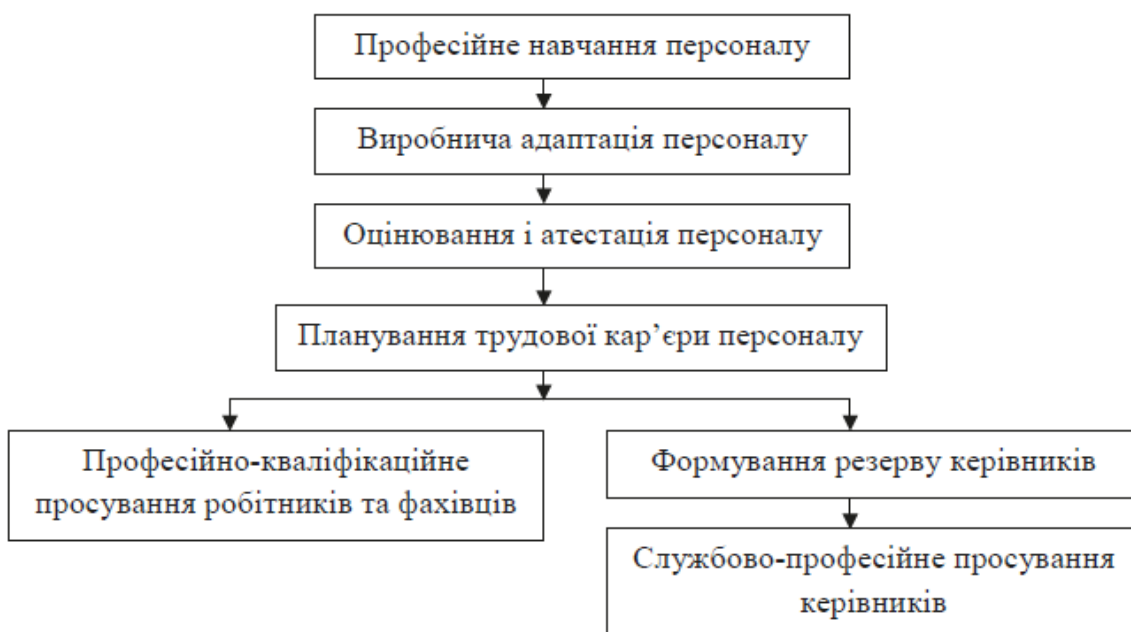 Професійне навчання персоналу
Виробнича адаптація персоналу
Оцінювання і атестація персоналу
Планування трудової кар’єри персоналу
Професійно-кваліфікаційне
просування робітників та фахівців
Формування резерву керівників
Службово-професійне просування
керівників